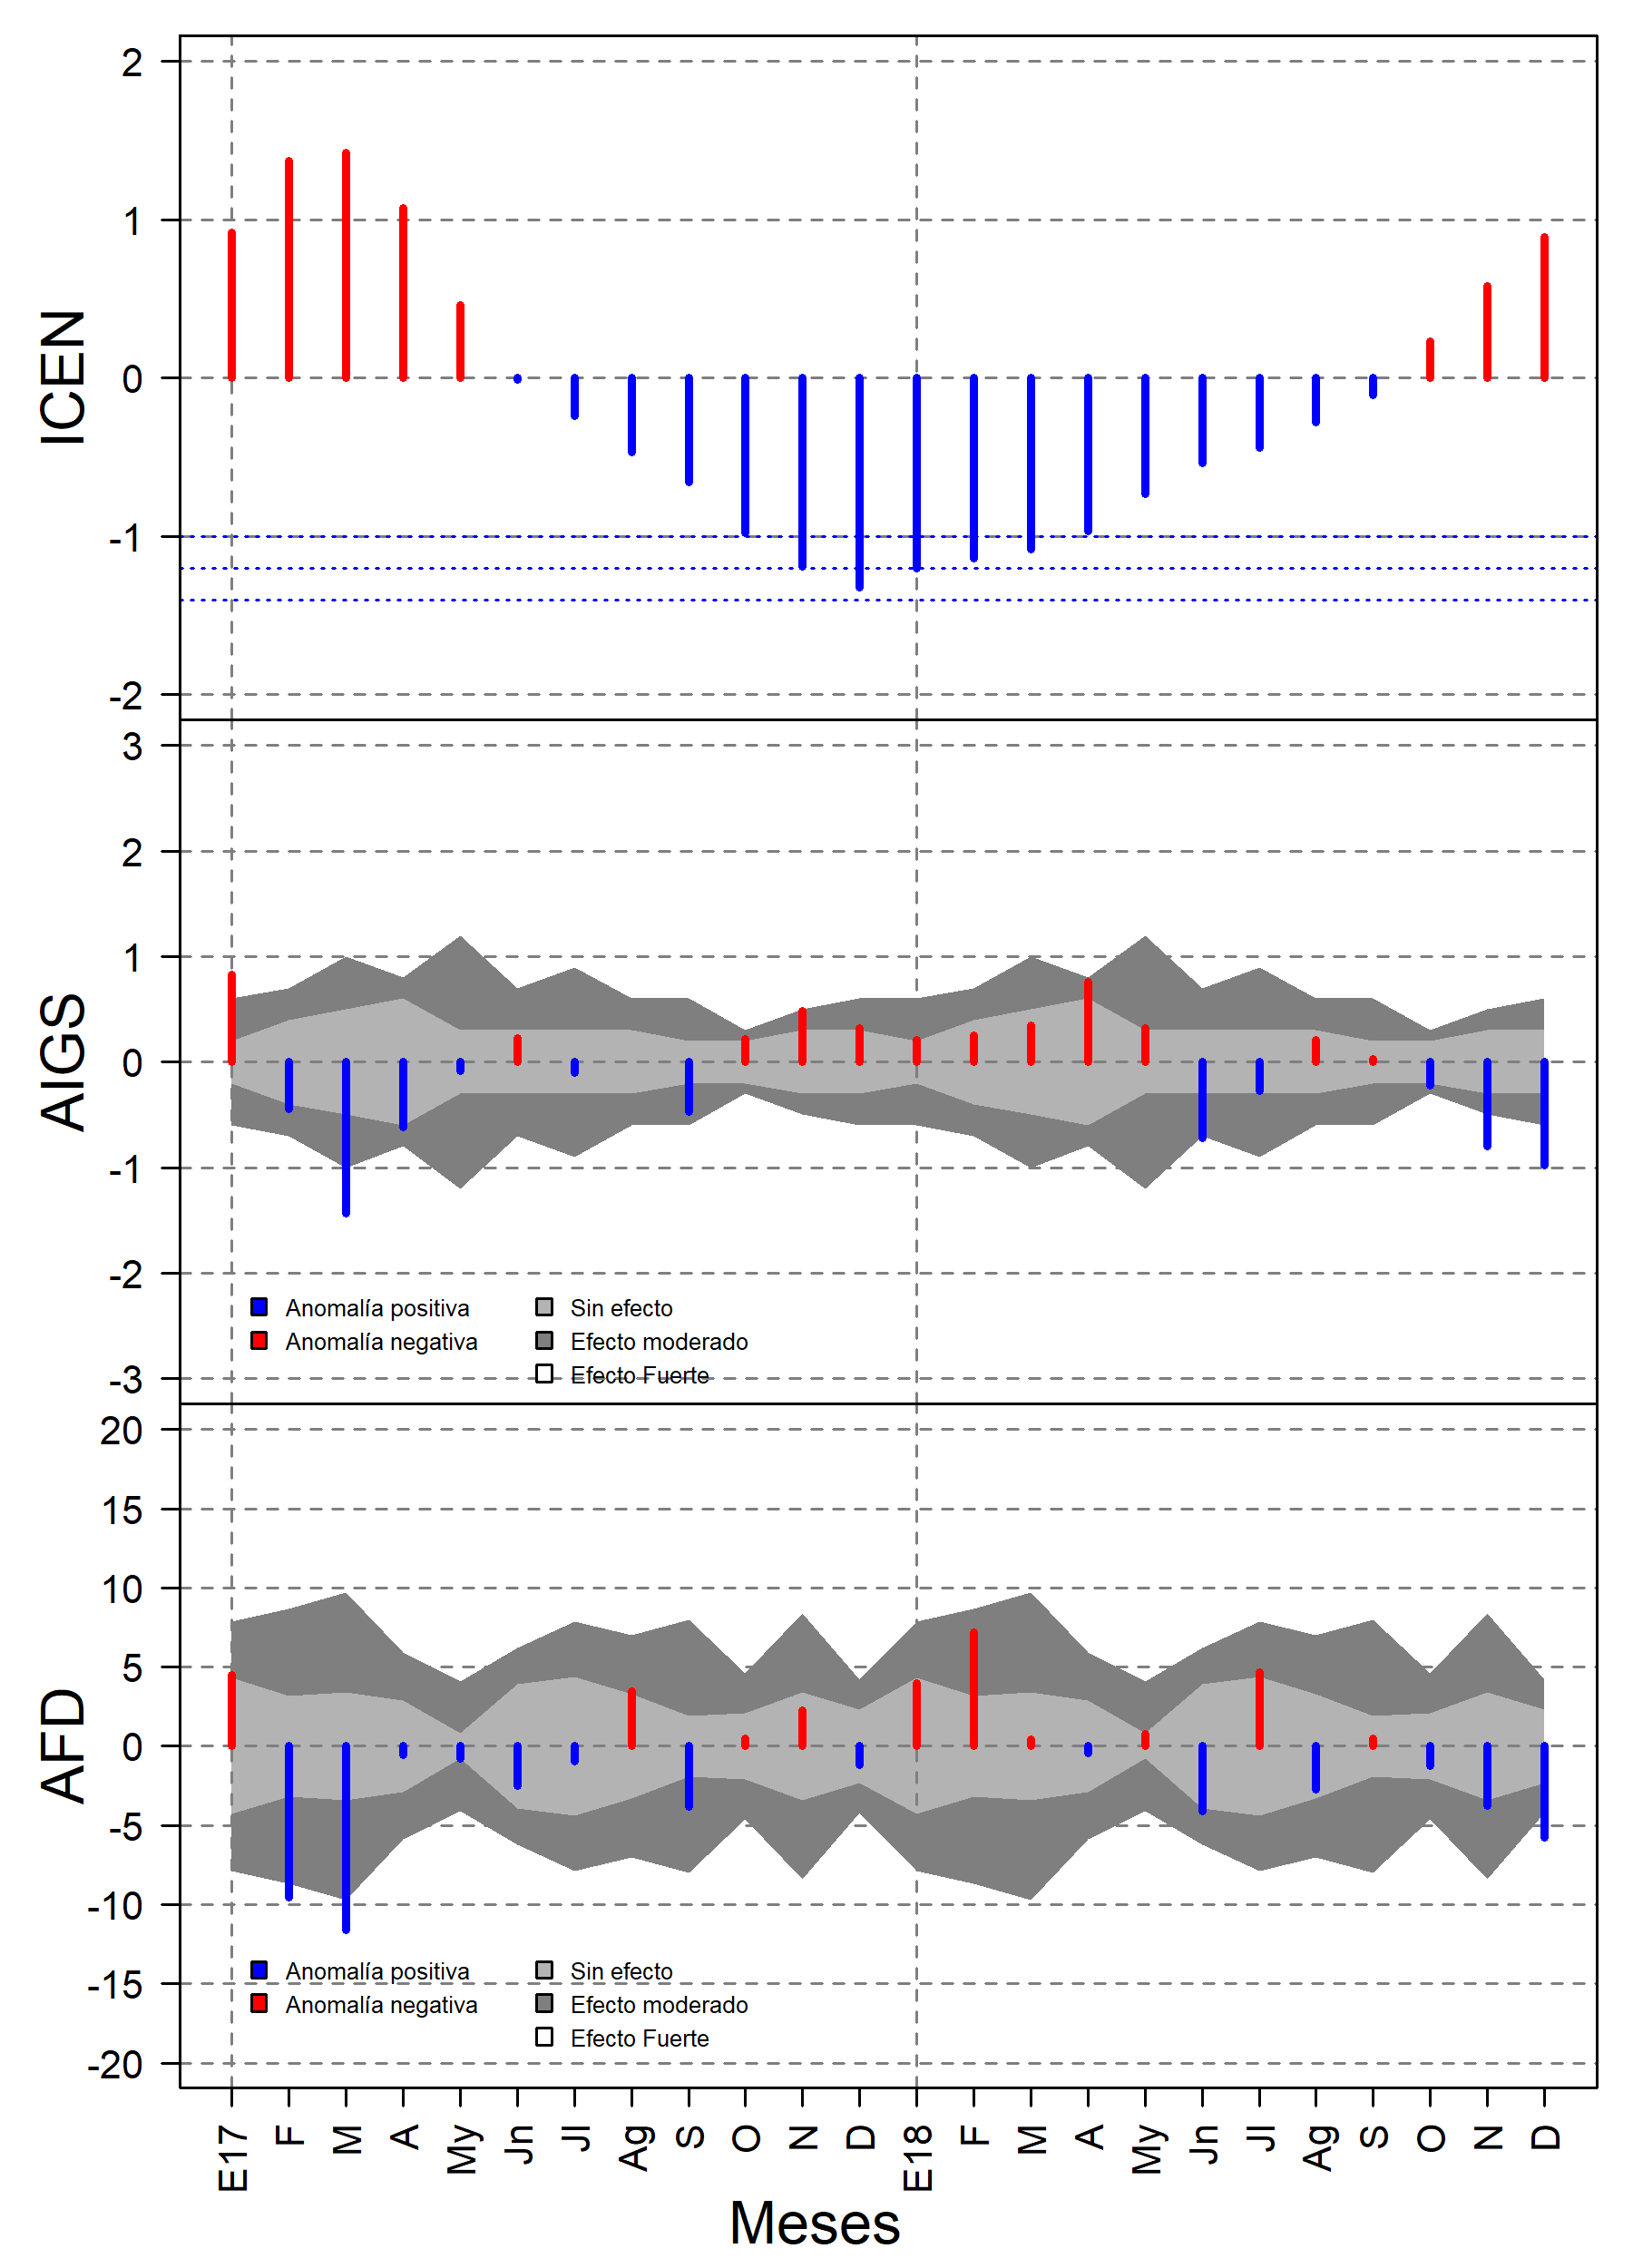 ICEN
2
1
0
-1
-2
AIGS
3
2
1
0
-1
-2
-3
Anomalía positiva
Anomalía negativa
Sin efecto
Efecto moderado
Efecto Fuerte
AFD
20
15
10
5
0
-5
-10
-15
-20
Anomalía positiva
Anomalía negativa
Sin efecto
Efecto moderado
Efecto Fuerte
E17 F M A My Jn Jl Ag S O N D E18 F M A My Jn Jl Ag S O N D
Meses